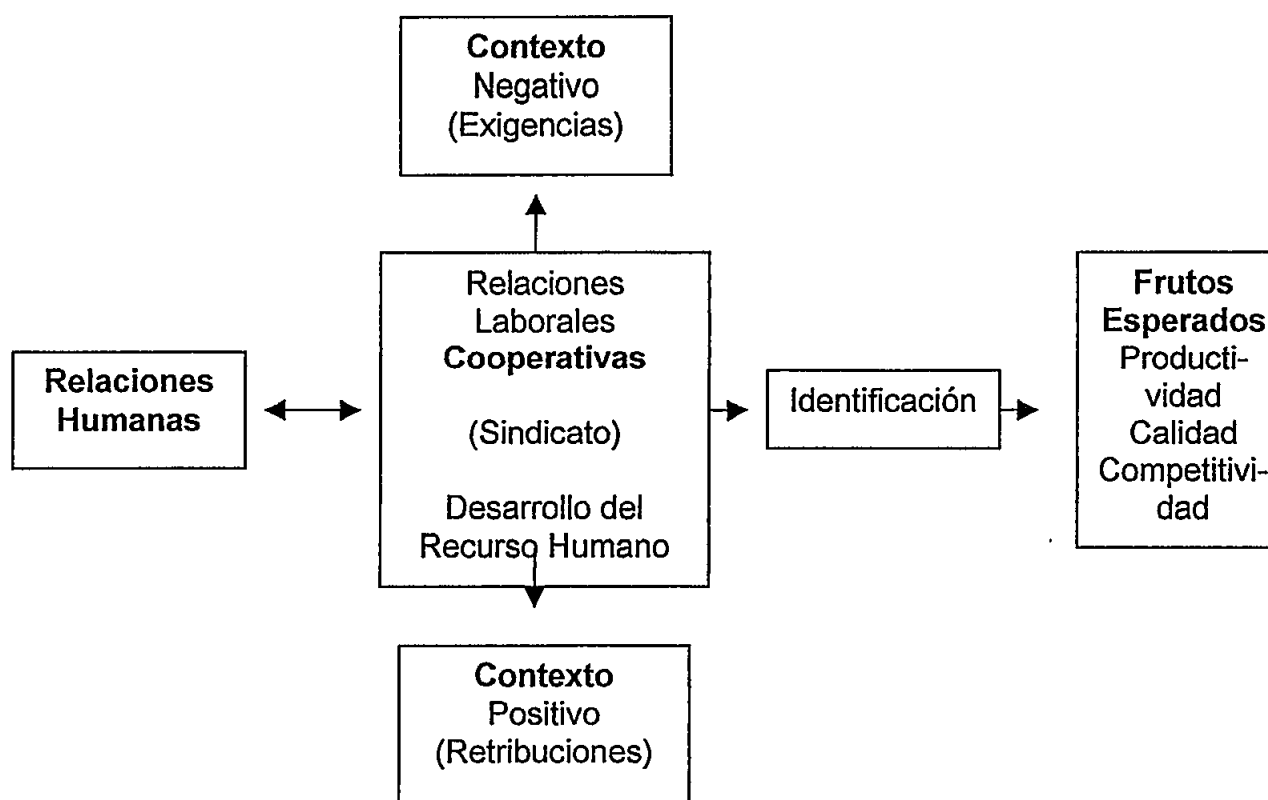 Contexto
Negativo
(Exigencias)
Relaciones
Humanas
Relaciones
Laborales
Cooperativas
(Sindicato)
Desarrollo del
Recurso Humano
Identificación
Frutos
Esperados
Producti-
vidad
Calidad
Competitivi-
dad
Contexto
Positivo
(Retribuciones)